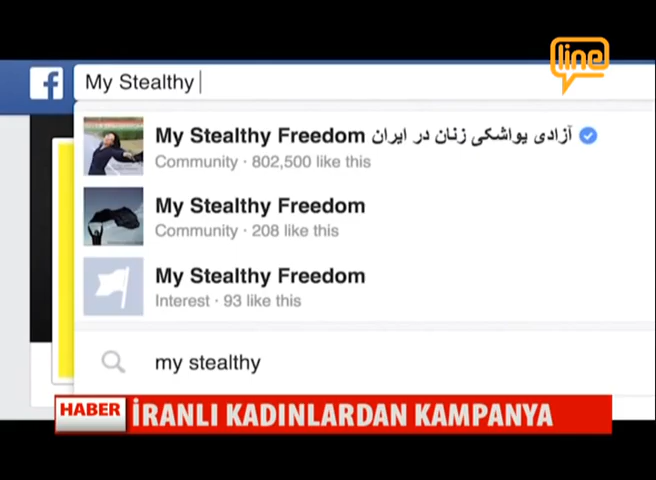 line
f
My Stealthy
My Stealthy Freedom آزادی یواشکی زنان در ایران
Community · 802,500 like this
My Stealthy Freedom
Community · 208 like this
My Stealthy Freedom
Interest · 93 like this
my stealthy
HABER İRANLI KADINLARDAN KAMPANYA